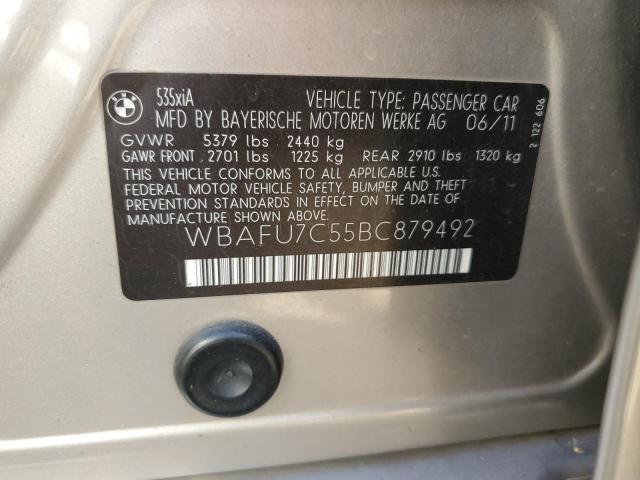 BMW
535xiA VEHICLE TYPE: PASSENGER CAR
MFD BY BAYERISCHE MOTOREN WERKE AG 06/11
GVWR 5379 lbs 2440 kg
GAWR FRONT . 2701 lbs 1225 kg REAR 2910 lbs 1320 kg
THIS VEHICLE CONFORMS TO ALL APPLICABLE U.S.
FEDERAL MOTOR VEHICLE SAFETY, BUMPER AND THEFT
PREVENTION STANDARDS IN EFFECT ON THE DATE OF
MANUFACTURE SHOWN ABOVE.
WBAFU7C55BC879492
2 122 606